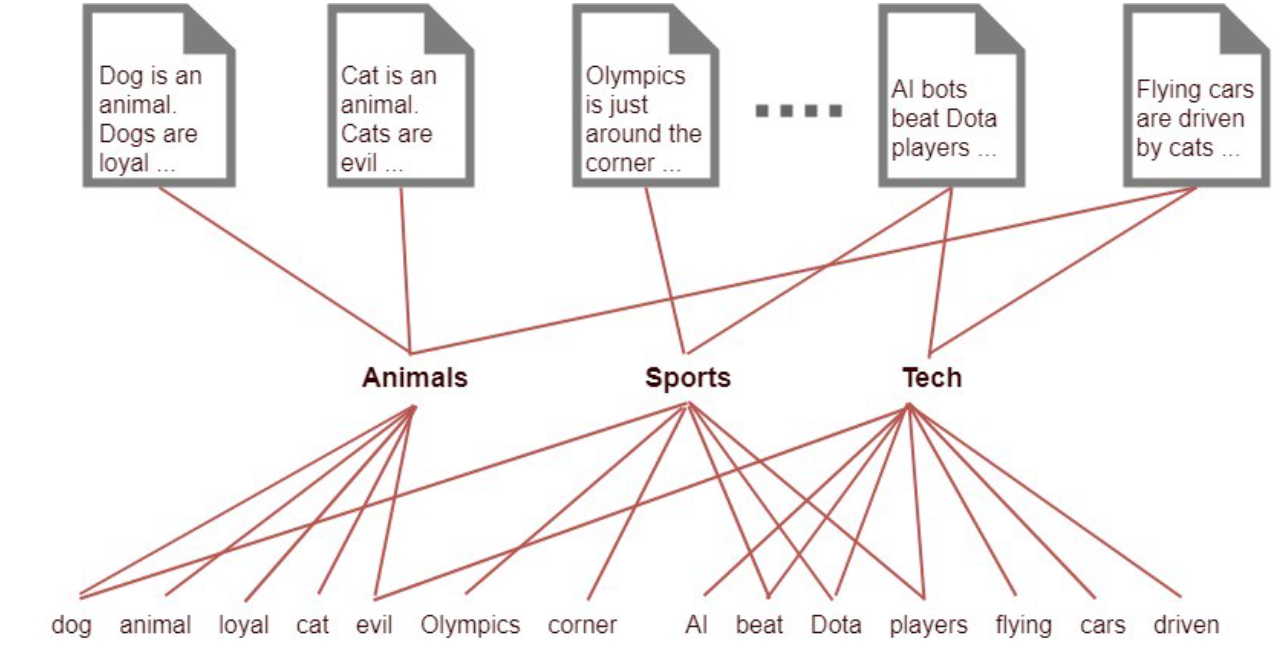 Dog is an
animal.
Dogs are
loyal ...
Cat is an
animal.
Cats are
evil ...
Olympics
is just
around the
corner ...
AI bots
beat Dota
players ...
Flying cars
are driven
by cats ...
Animals
Sports
Tech
dog animal loyal cat evil Olympics corner AI beat Dota players flying cars driven